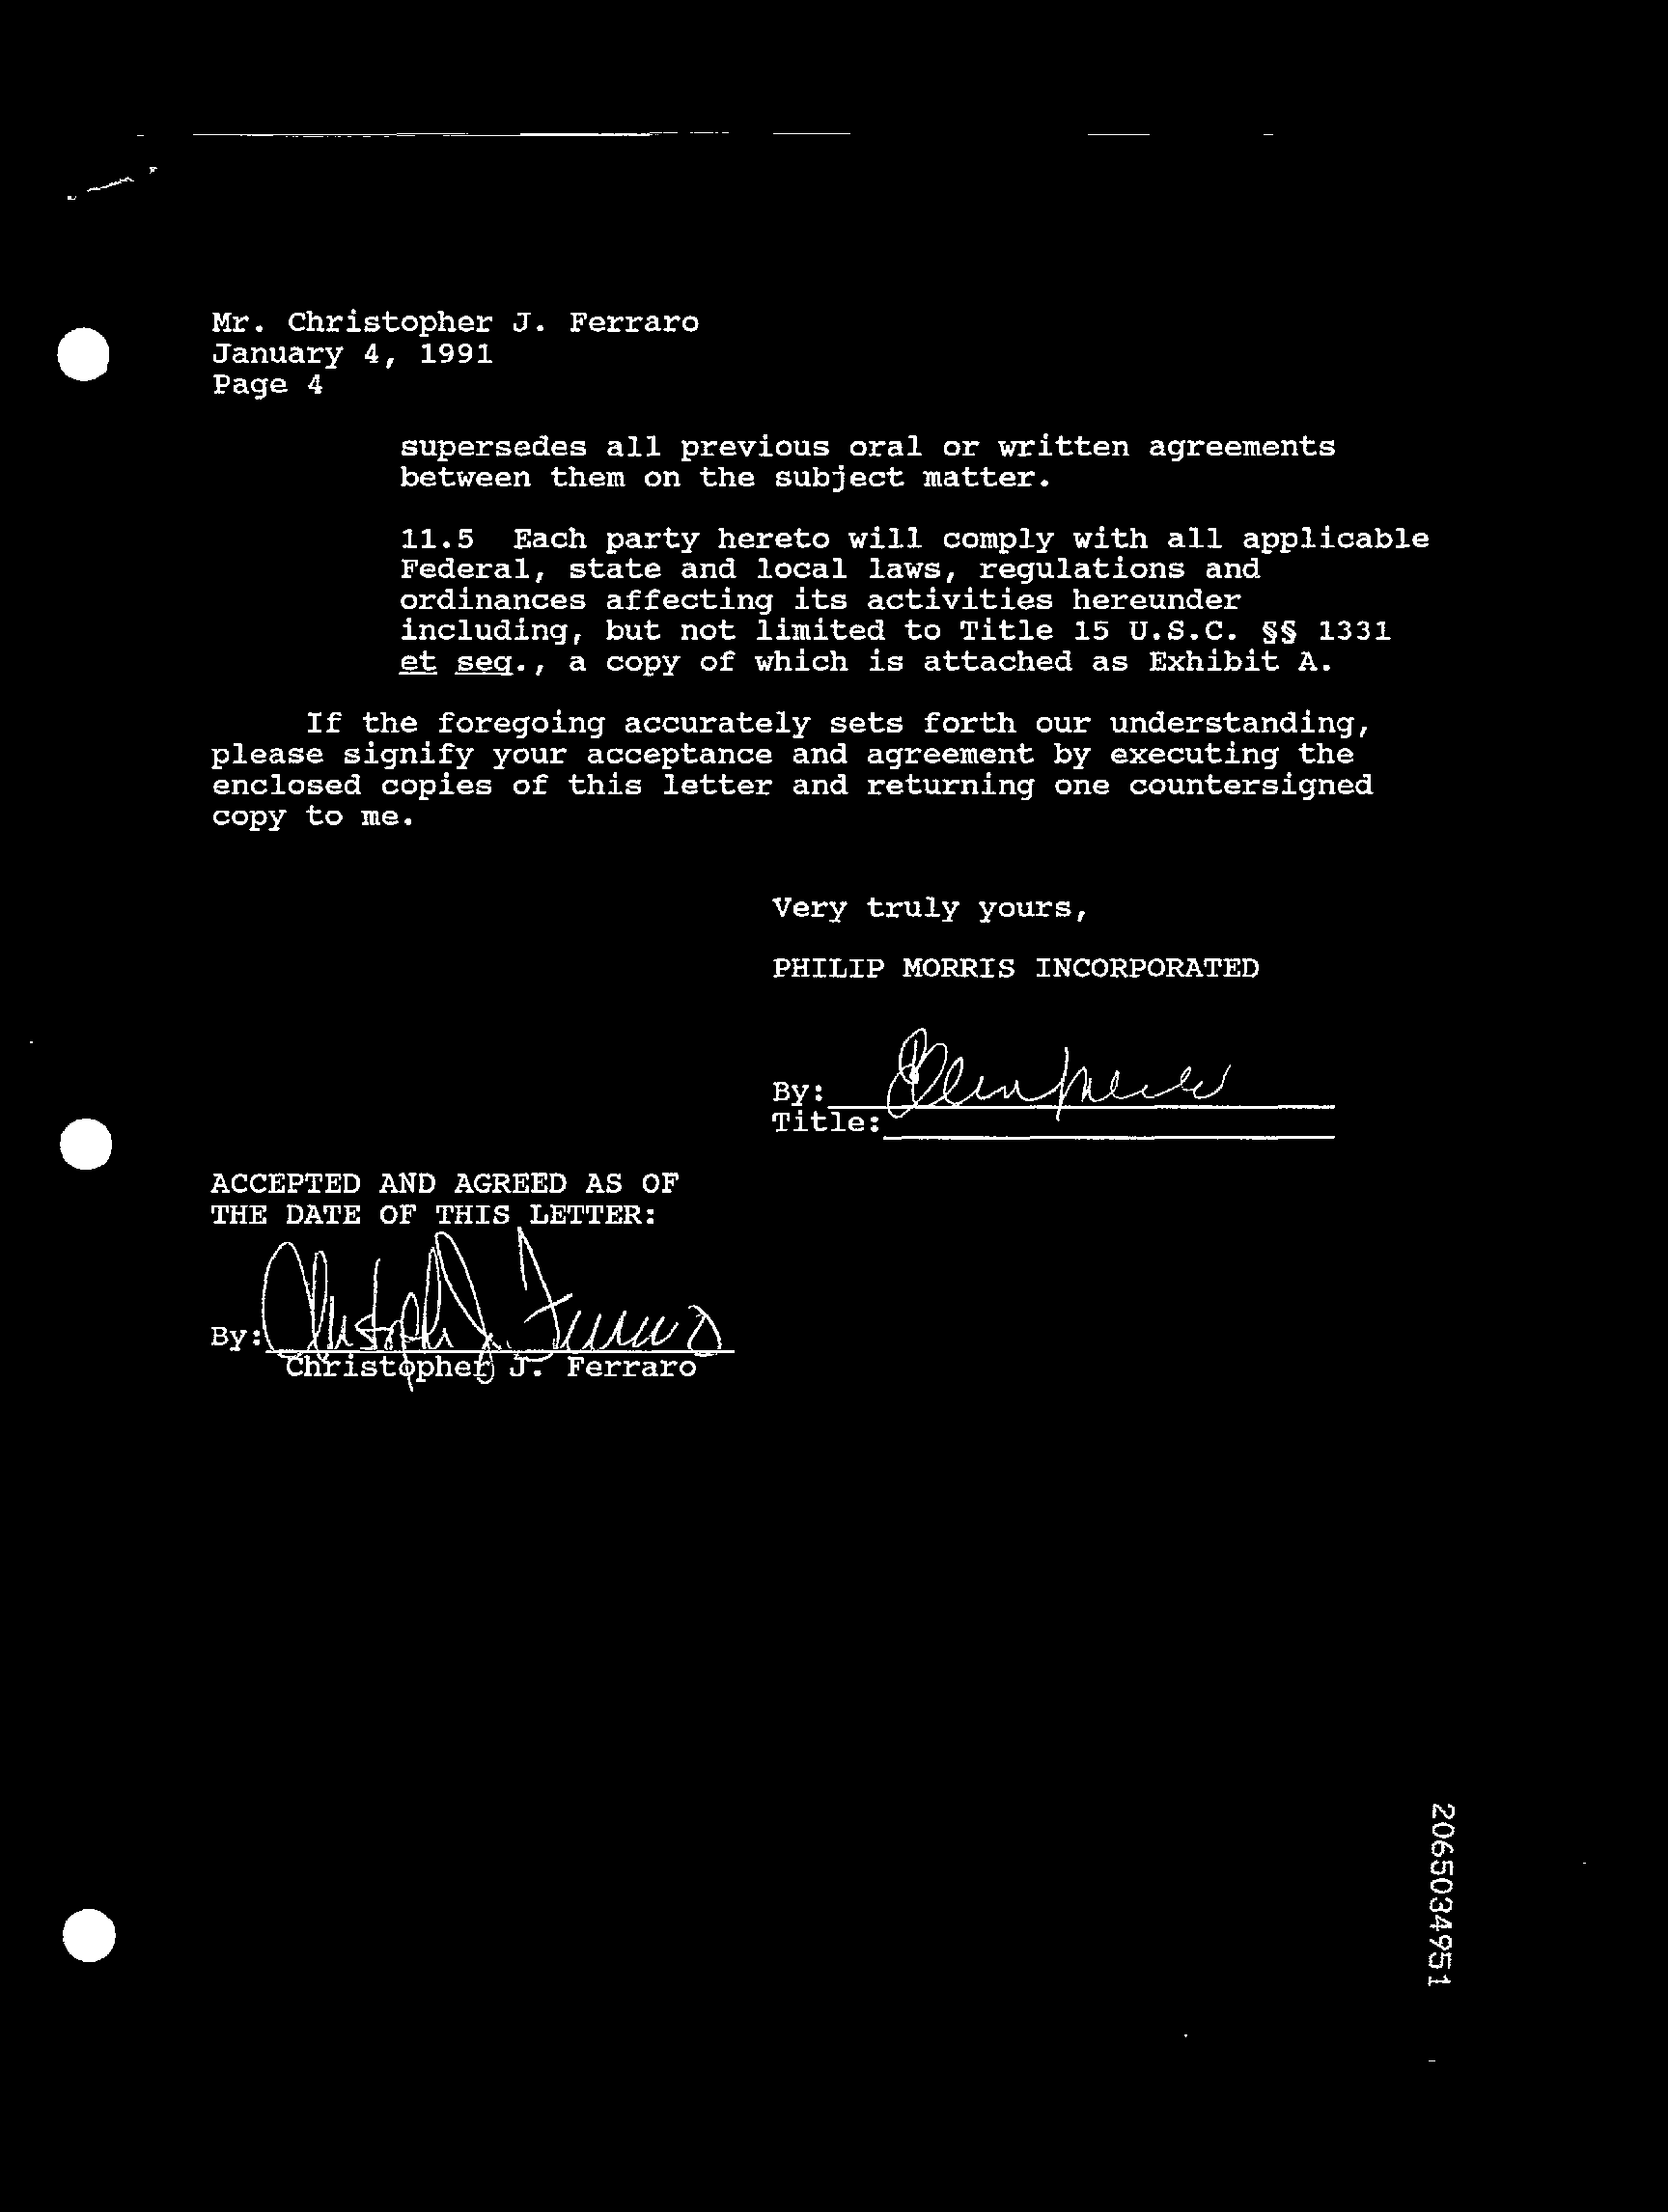 Mr. Christopher J. Ferraro
January 4, 1991
Page 4
supersedes all previous oral or written agreements
between them on the subject matter.
11.5 Each party hereto will comply with all applicable
Federal, state and local laws, regulations and
ordinances affecting its activities hereunder
including, but not limited to Title 15 U.S.C. §§ 1331
et seq., a copy of which is attached as Exhibit A.
If the foregoing accurately sets forth our understanding,
please signify your acceptance and agreement by executing the
enclosed copies of this letter and returning one countersigned
copy to me.
Very truly yours,
PHILIP MORRIS INCORPORATED
By:
Title:
ACCEPTED AND AGREED AS OF
THE DATE OF THIS LETTER:
By: Christopher J. Ferraro
Christopher J. Ferraro
2065034951